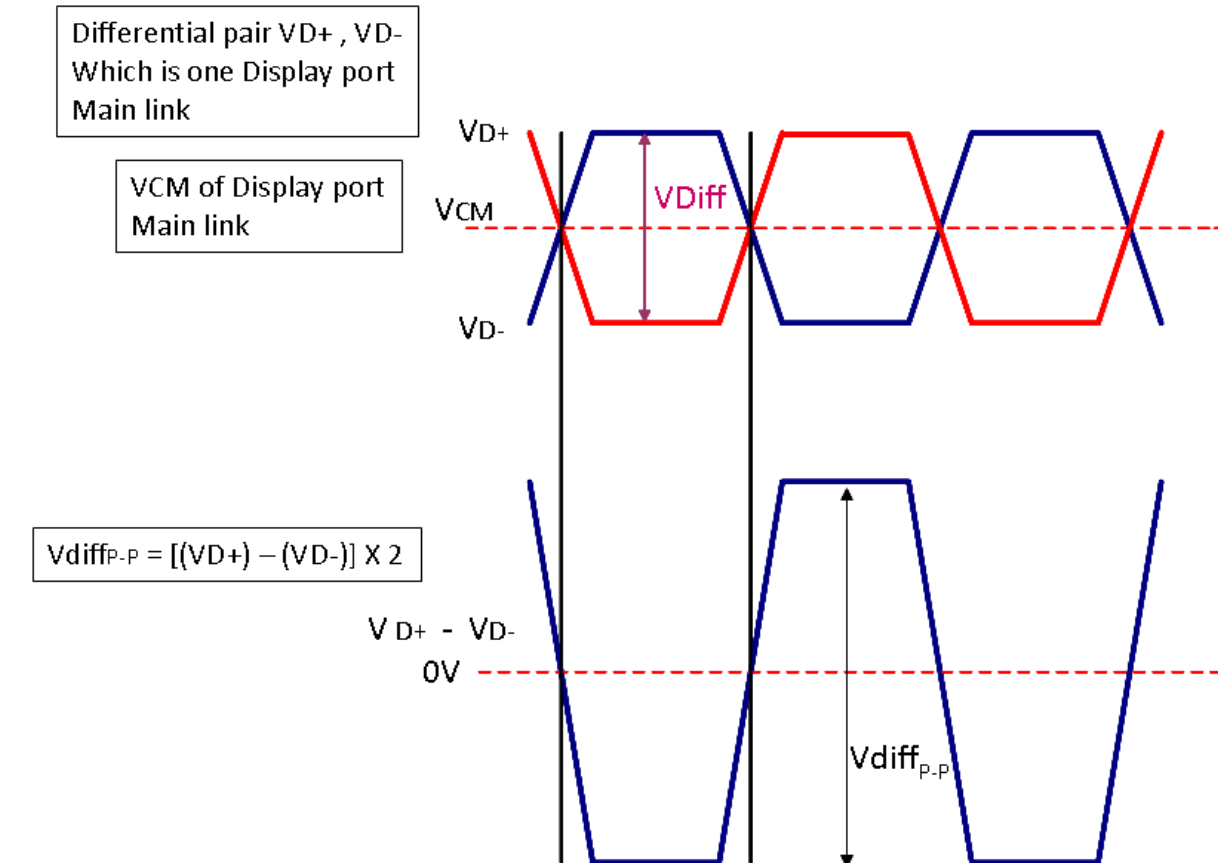 Differential pair VD+ , VD-
Which is one Display port
Main link
VD+
VCM of Display port
Main link
VDiff
VCM
VD-
VdiffP-P = [(VD+) – (VD-)] X 2
V D+ - VD-
0V
VdiffP-P